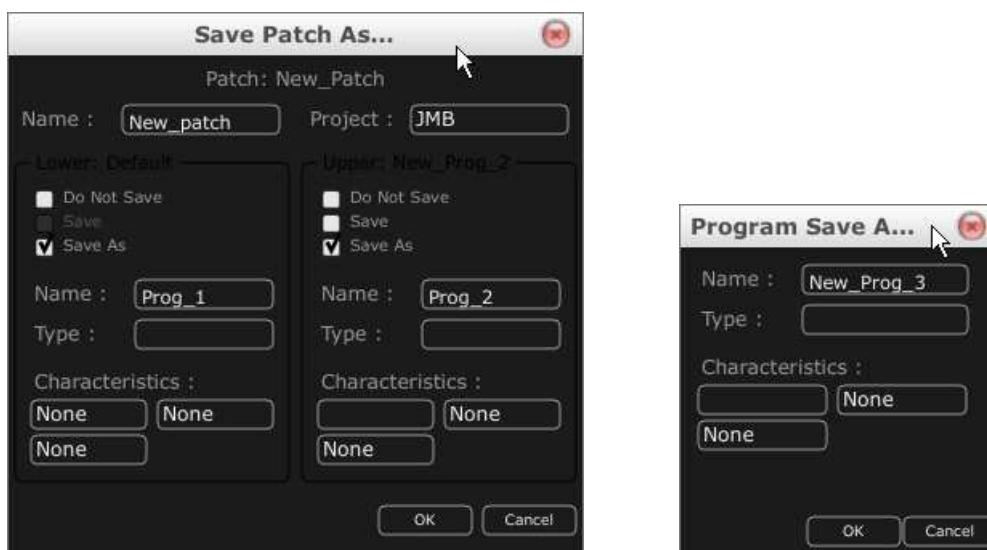 Save Patch As...
Patch: New_Patch
Name : New_patch Project : JMB
Lower: Default
Do Not Save
Save
Save As
Name : Prog_1
Type :
Characteristics :
None None
None
Upper: New_Prog_2
Do Not Save
Save
Save As
Name : Prog_2
Type :
Characteristics :
None
None
OK Cancel
Program Save A...
Name : New_Prog_3
Type :
Characteristics :
None
None
OK Cancel